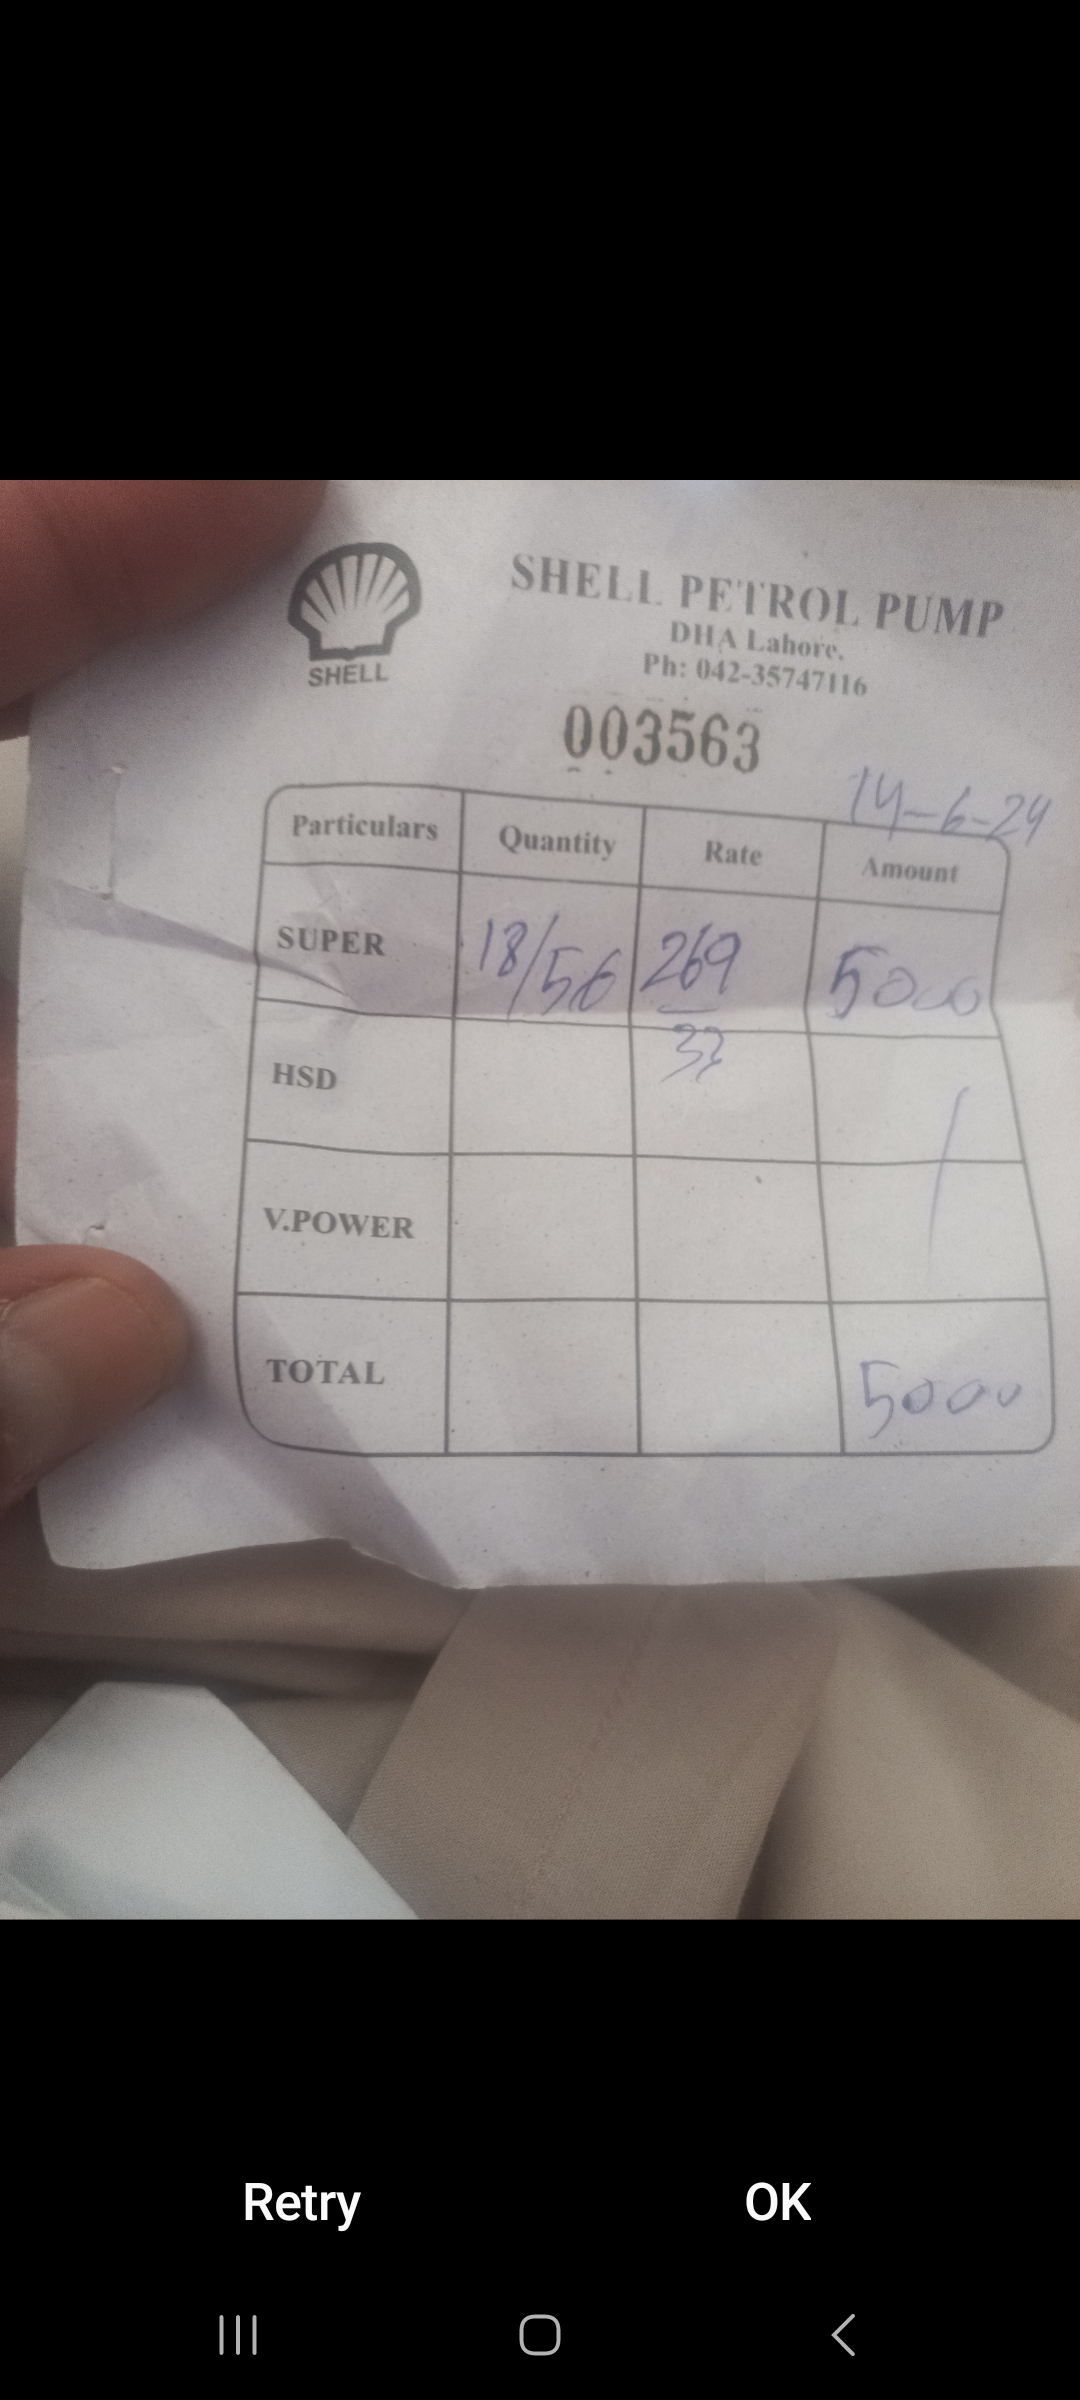 SHELL
SHELL PETROL PUMP
DHA Lahore.
Ph: 042-35747116
003563
14-6-24
Particulars Quantity Rate Amount
SUPER 18/56 269 5000
HSD
V.POWER
TOTAL 5000
Retry OK